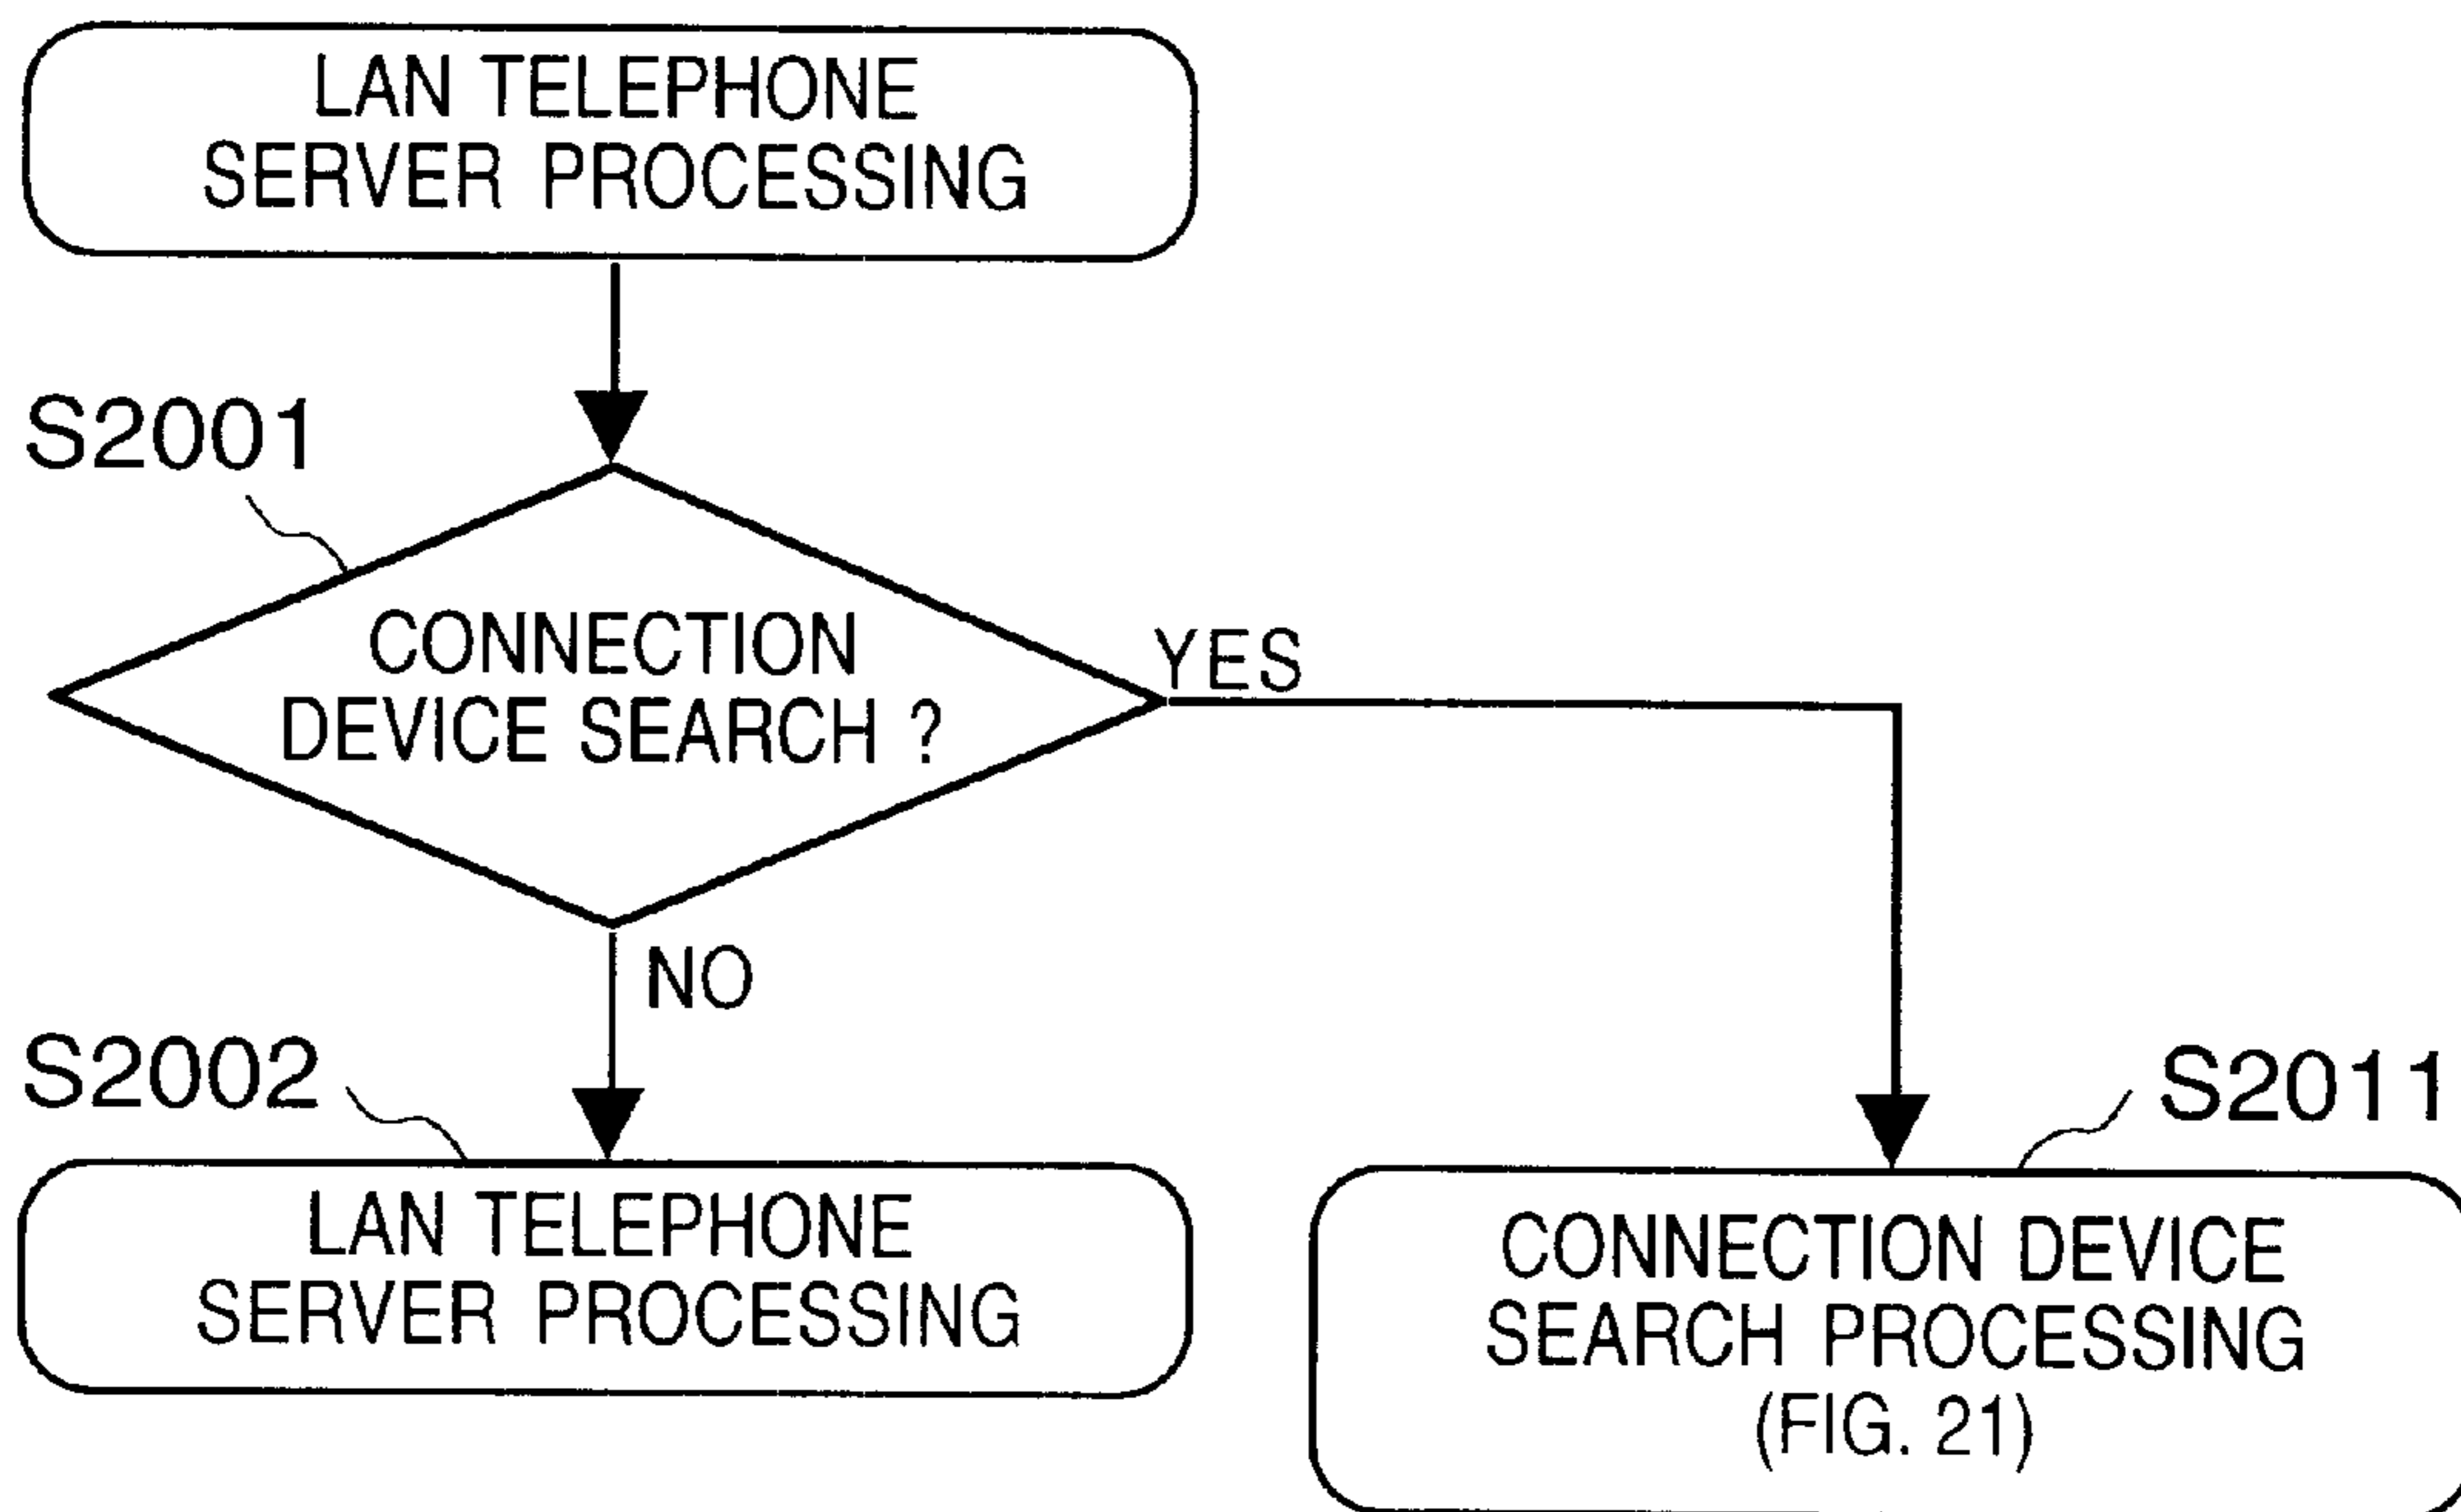 LAN TELEPHONE
SERVER PROCESSING
S2001
CONNECTION
DEVICE SEARCH ?
YES
NO
S2002
LAN TELEPHONE
SERVER PROCESSING
S2011
CONNECTION DEVICE
SEARCH PROCESSING
(FIG. 21)